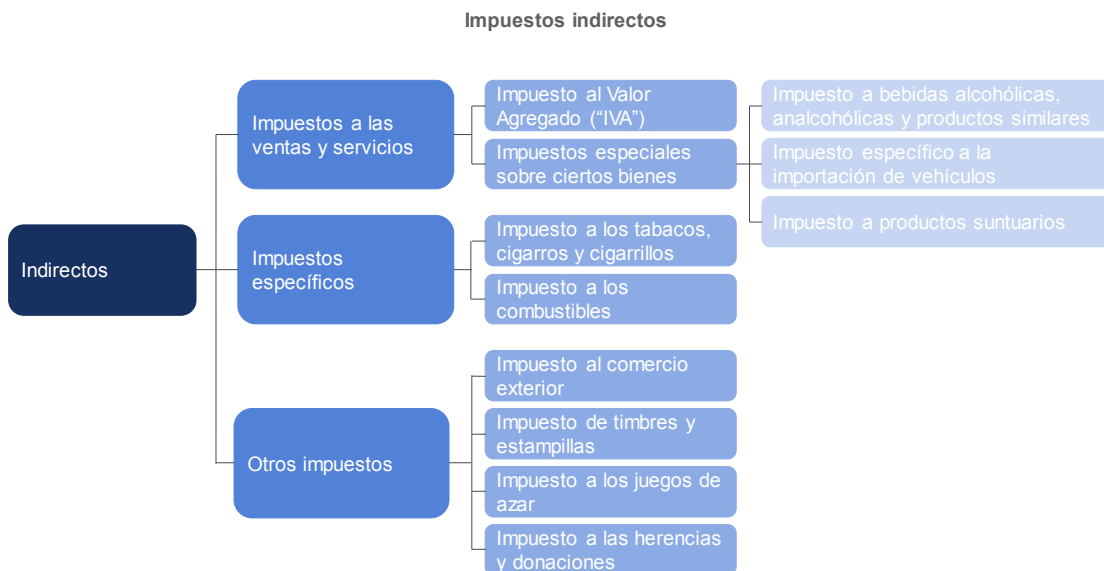 Impuestos indirectos
Indirectos
Impuestos a las
ventas y servicios
Impuesto al Valor
Agregado (“IVA”)
Impuestos especiales
sobre ciertos bienes
Impuesto a bebidas alcohólicas,
analcohólicas y productos similares
Impuesto específico a la
importación de vehículos
Impuesto a productos suntuarios
Impuestos
específicos
Impuesto a los tabacos,
cigarros y cigarrillos
Impuesto a los
combustibles
Otros impuestos
Impuesto al comercio
exterior
Impuesto de timbres y
estampillas
Impuesto a los juegos de
azar
Impuesto a las herencias
y donaciones